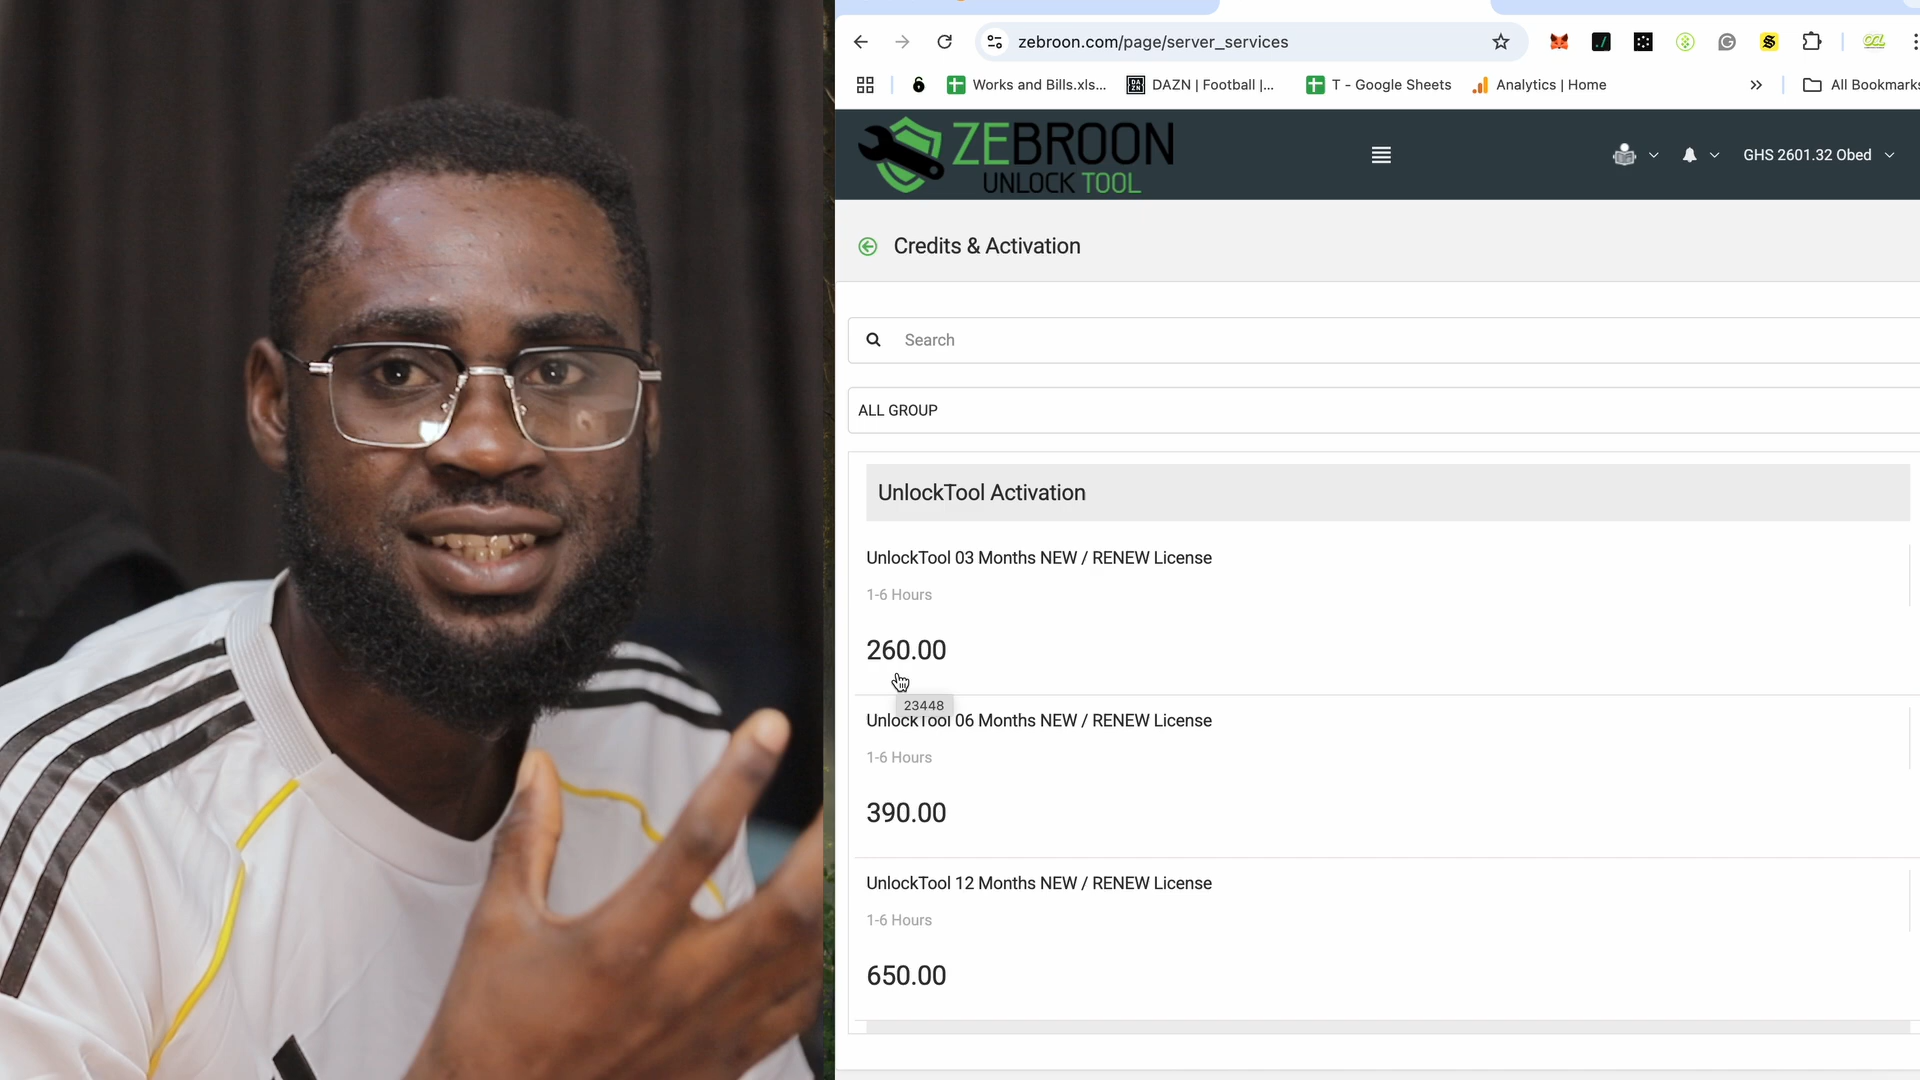 zebroon.com/page/server_services
Works and Bills.xls...
DAZN | Football |...
T - Google Sheets
Analytics | Home
All Bookmarks
ZEBROON
UNLOCK TOOL
GHS 2601.32 Obed
Credits & Activation
Search
ALL GROUP
UnlockTool Activation
UnlockTool 03 Months NEW / RENEW License
1-6 Hours
260.00
23448
UnlockTool 06 Months NEW / RENEW License
1-6 Hours
390.00
UnlockTool 12 Months NEW / RENEW License
1-6 Hours
650.00